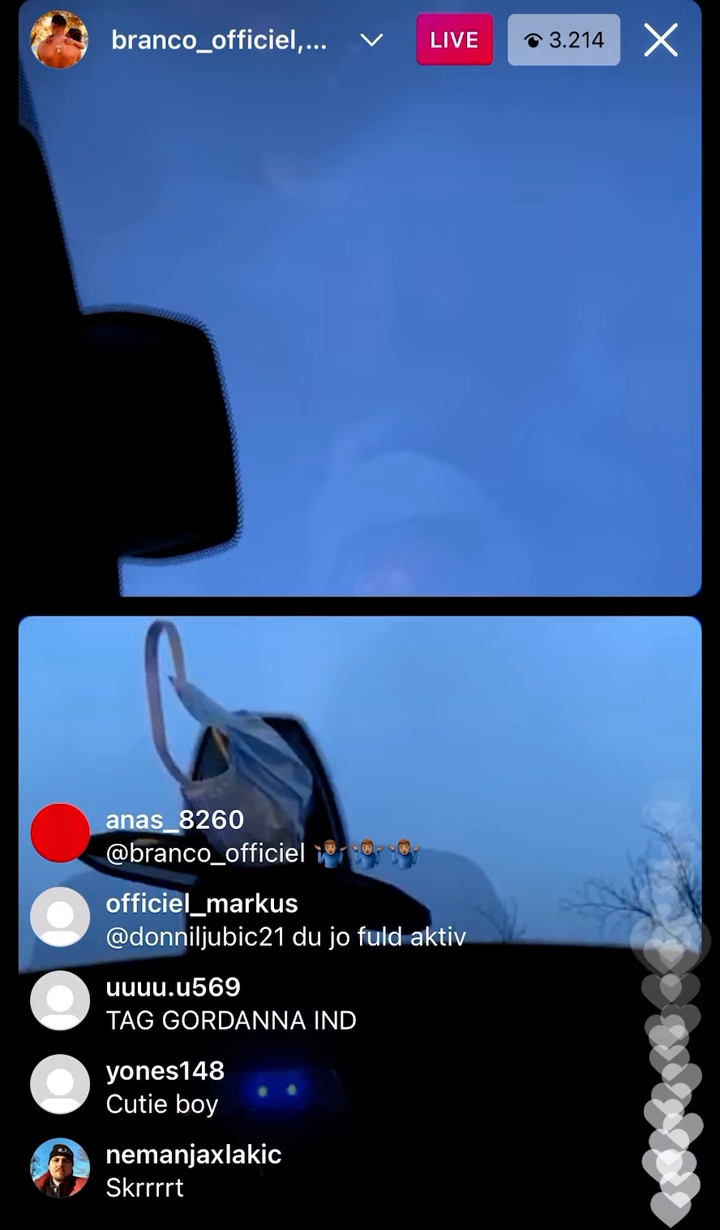 branco_officiel,...
LIVE
3.214
anas_8260
@branco_officiel 🤷🏽‍♂️🤷🏽‍♂️🤷🏽‍♂️
officiel_markus
@donniljubic21 du jo fuld aktiv
uuuu.u569
TAG GORDANNA IND
yones148
Cutie boy
nemanjaxlakic
Skrrrrt